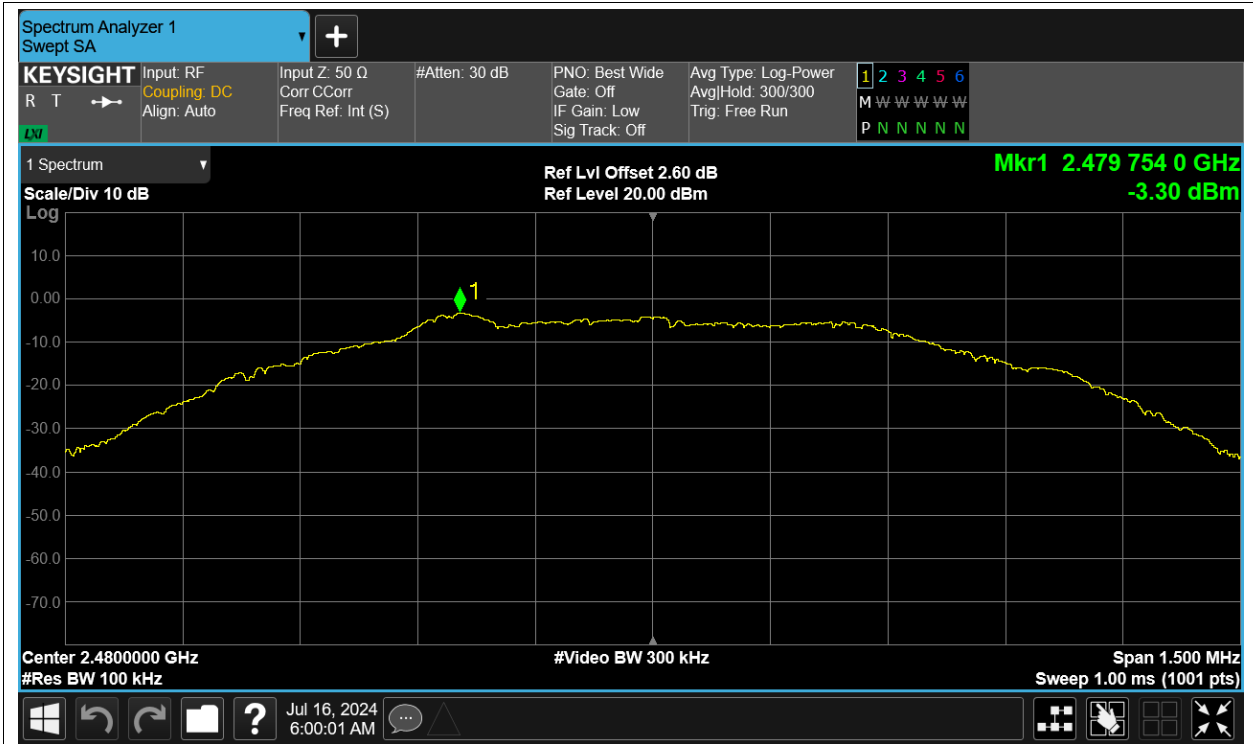 Spectrum Analyzer 1
Swept SA
KEYSIGHT
R T
LXI
Input: RF
Coupling: DC
Align: Auto
Input Z: 50 Ω
Corr CCorr
Freq Ref: Int (S)
#Atten: 30 dB
PNO: Best Wide
Gate: Off
IF Gain: Low
Sig Track: Off
Avg Type: Log-Power
Avg|Hold: 300/300
Trig: Free Run
1 2 3 4 5 6
M W W W W W
P N N N N N
1 Spectrum
Scale/Div 10 dB
Log
Ref Lvl Offset 2.60 dB
Ref Level 20.00 dBm
Mkr1 2.479 754 0 GHz
-3.30 dBm
1
10.0
0.00
-10.0
-20.0
-30.0
-40.0
-50.0
-60.0
-70.0
Center 2.4800000 GHz
#Res BW 100 kHz
#Video BW 300 kHz
Span 1.500 MHz
Sweep 1.00 ms (1001 pts)
?
Jul 16, 2024
6:00:01 AM